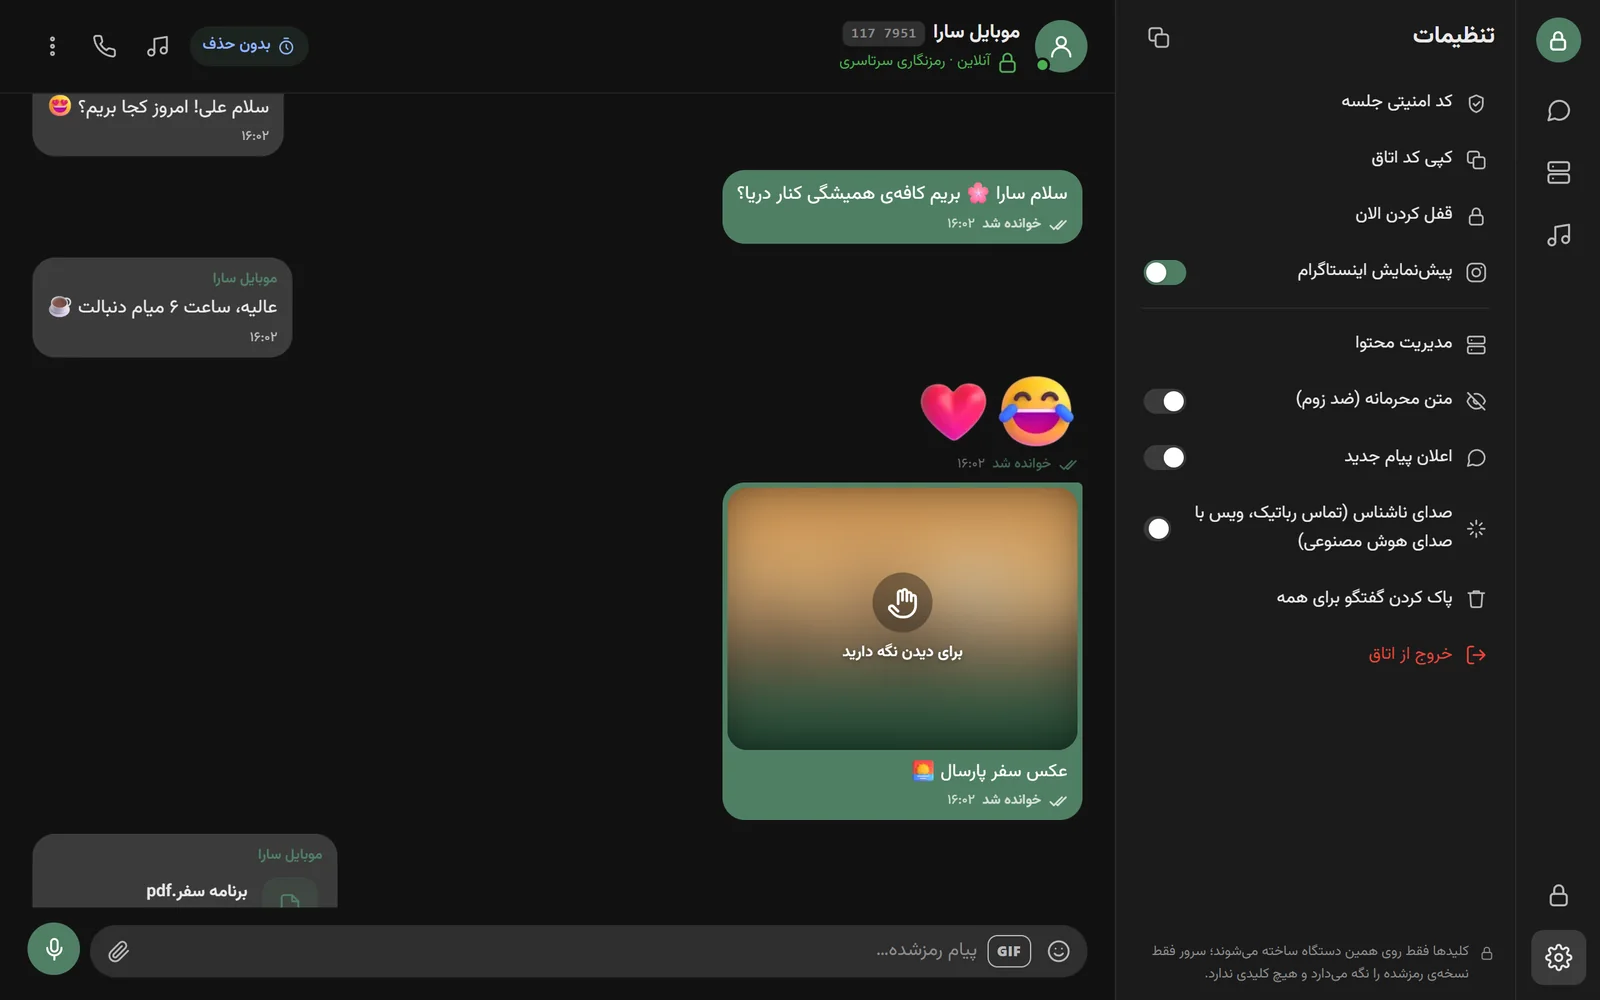 تنظیمات
کد امنیتی جلسه
کپی کد اتاق
قفل کردن الان
پیش‌نمایش اینستاگرام
مدیریت محتوا
متن محرمانه (ضد زوم)
اعلان پیام جدید
صدای ناشناس (تماس رباتیک، ویس با
صدای هوش مصنوعی)
پاک کردن گفتگو برای همه
خروج از اتاق
کلیدها فقط روی همین دستگاه ساخته می‌شوند؛ سرور فقط
نسخه‌ی رمزشده را نگه می‌دارد و هیچ کلیدی ندارد.
موبایل سارا 117 7951
آنلاین · رمزنگاری سرتاسری
بدون حذف
سلام علی! امروز کجا بریم؟ 😍
۱۶:۰۲
سلام سارا 🌸 بریم کافه‌ی همیشگی کنار دریا؟
خوانده شد ۱۶:۰۲
موبایل سارا
عالیه، ساعت ۶ میام دنبالت ☕
۱۶:۰۲
😂 ❤️
خوانده شد ۱۶:۰۲
برای دیدن نگه دارید
عکس سفر پارسال 🌅
خوانده شد ۱۶:۰۲
موبایل سارا
برنامه سفر.pdf
GIF پیام رمزشده...